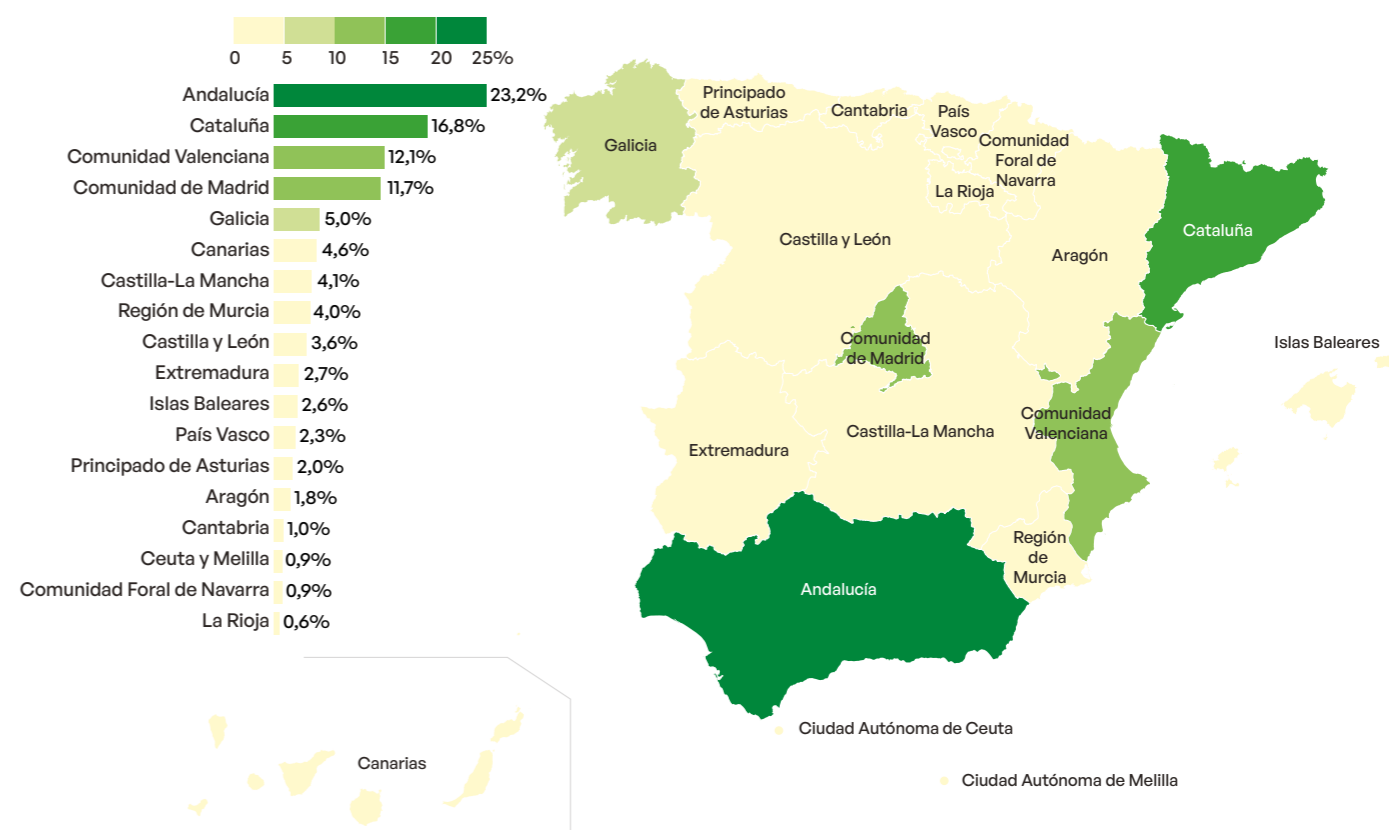 0 5 10 15 20 25%
Andalucía 23,2%
Cataluña 16,8%
Comunidad Valenciana 12,1%
Comunidad de Madrid 11,7%
Galicia 5,0%
Canarias 4,6%
Castilla-La Mancha 4,1%
Región de Murcia 4,0%
Castilla y León 3,6%
Extremadura 2,7%
Islas Baleares 2,6%
País Vasco 2,3%
Principado de Asturias 2,0%
Aragón 1,8%
Cantabria 1,0%
Ceuta y Melilla 0,9%
Comunidad Foral de Navarra 0,9%
La Rioja 0,6%
Galicia
Principado
de Asturias
Cantabria
País
Vasco
Comunidad
Foral de
Navarra
La Rioja
Castilla y León
Aragón
Cataluña
Comunidad
de Madrid
Islas Baleares
Comunidad
Valenciana
Castilla-La Mancha
Extremadura
Región
de
Murcia
Andalucía
Ciudad Autónoma de Ceuta
Canarias
Ciudad Autónoma de Melilla